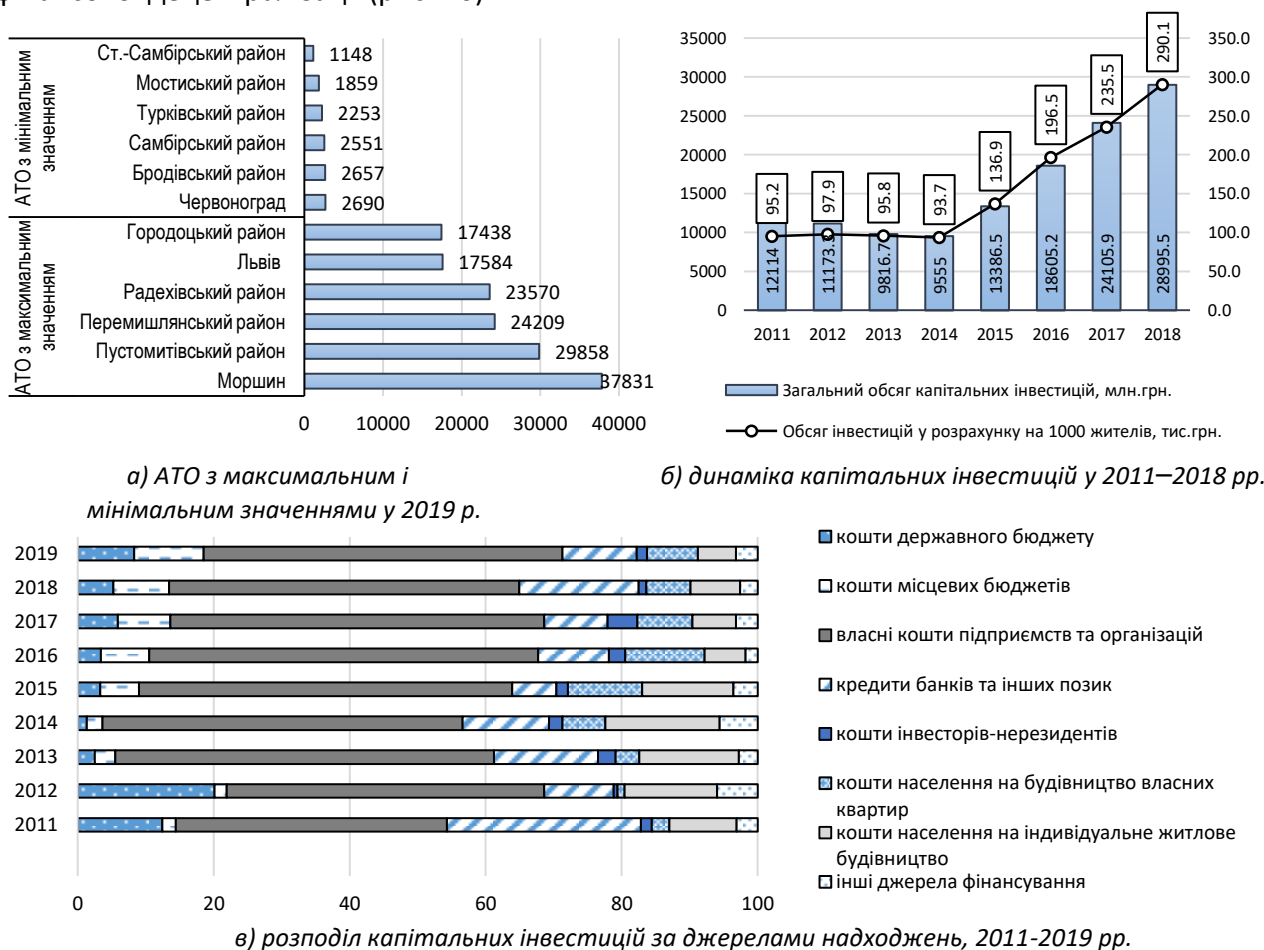 АТО з мінімальним
значенням
Ст.-Самбірський район 1148
Мостиський район 1859
Турківський район 2253
Самбірський район 2551
Бродівський район 2657
Червоноград 2690
АТО з максимальним
значенням
Городоцький район 17438
Львів 17584
Радехівський район 23570
Перемишлянський район 24209
Пустомитівський район 29858
Моршин 37831
0 10000 20000 30000 40000
а) АТО з максимальним і
мінімальним значеннями у 2019 р.
35000 350.0
30000 300.0
25000 250.0
20000 200.0
15000 150.0
10000 100.0
5000 50.0
0 0.0
95.2 97.9 95.8 93.7 136.9 196.5 235.5 290.1
12114 11173.3 9816.7 9555 13386.5 18605.2 24105.9 28995.5
2011 2012 2013 2014 2015 2016 2017 2018
Загальний обсяг капітальних інвестицій, млн.грн.
Обсяг інвестицій у розрахунку на 1000 жителів, тис.грн.
б) динаміка капітальних інвестиції у 2011–2018 рр.
2019
2018
2017
2016
2015
2014
2013
2012
2011
0 20 40 60 80 100
кошти державного бюджету
кошти місцевих бюджетів
власні кошти підприємств та організацій
кредити банків та інших позик
кошти інвесторів-нерезидентів
кошти населення на будівництво власних
квартир
кошти населення на індивідуальне житлове
будівництво
інші джерела фінансування
в) розподіл капітальних інвестиції за джерелами надходжень, 2011-2019 рр.